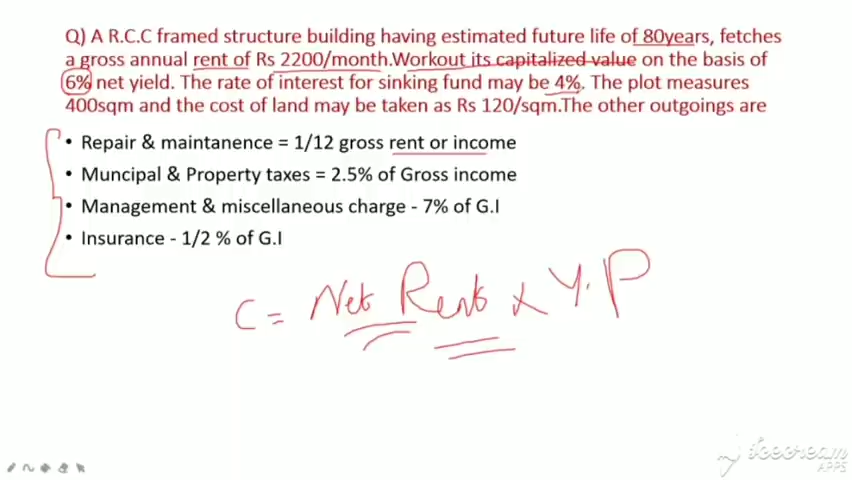 Q) A R.C.C framed structure building having estimated future life of 80years, fetches
a gross annual rent of Rs 2200/month.Workout its capitalized value on the basis of
6% net yield. The rate of interest for sinking fund may be 4%. The plot measures
400sqm and the cost of land may be taken as Rs 120/sqm.The other outgoings are
• Repair & maintanence = 1/12 gross rent or income
• Muncipal & Property taxes = 2.5% of Gross income
• Management & miscellaneous charge - 7% of G.I
• Insurance - 1/2 % of G.I
C = Net Rent x Y.P
Icecream
APPS